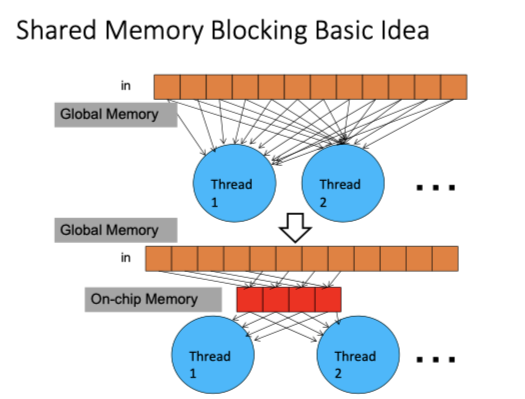 Shared Memory Blocking Basic Idea
in
Global Memory
Thread
1
Thread
2
...
Global Memory
in
On-chip Memory
Thread
1
Thread
2
...